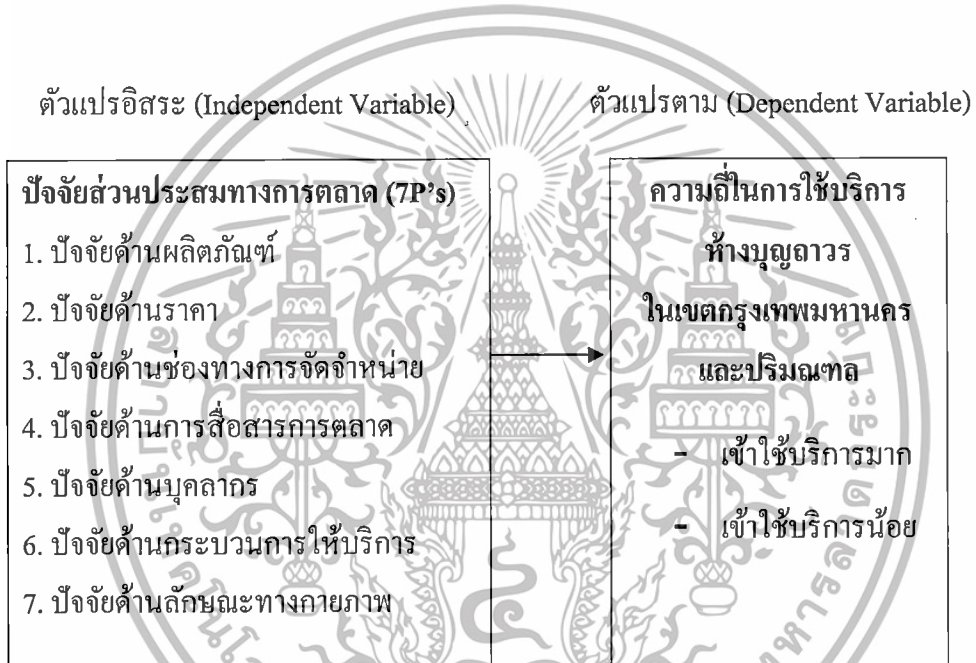 ตัวแปรอิสระ (Independent Variable)
ตัวแปรตาม (Dependent Variable)
ปัจจัยส่วนประสมทางการตลาด (7P's)
1. ปัจจัยด้านผลิตภัณฑ์
2. ปัจจัยด้านราคา
3. ปัจจัยด้านช่องทางการจัดจำหน่าย
4. ปัจจัยด้านการสื่อสารการตลาด
5. ปัจจัยด้านบุคลากร
6. ปัจจัยด้านกระบวนการให้บริการ
7. ปัจจัยด้านลักษณะทางกายภาพ
ความถี่ในการใช้บริการ
ห้างบุญถาวร
ในเขตกรุงเทพมหานคร
และปริมณฑล
- เข้าใช้บริการมาก
- เข้าใช้บริการน้อย